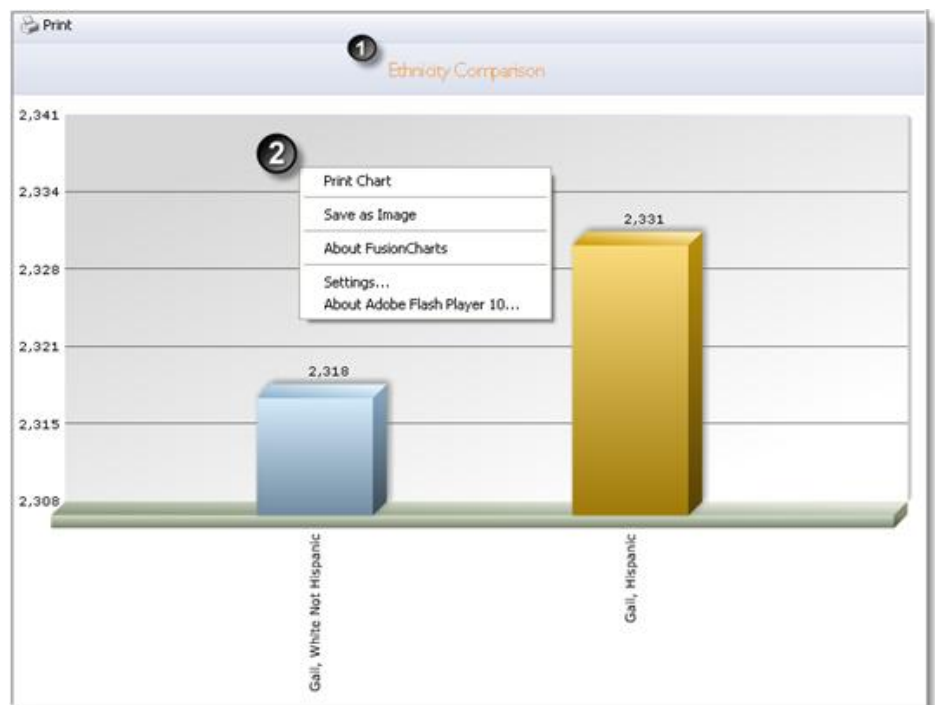 Print
1
Ethnicity Comparison
2,341
2
Print Chart
2,334
Save as Image
2,331
About FusionCharts
2,328
Settings...
About Adobe Flash Player 10...
2,321
2,318
2,315
2,308
Gail, White Not Hispanic
Gail, Hispanic